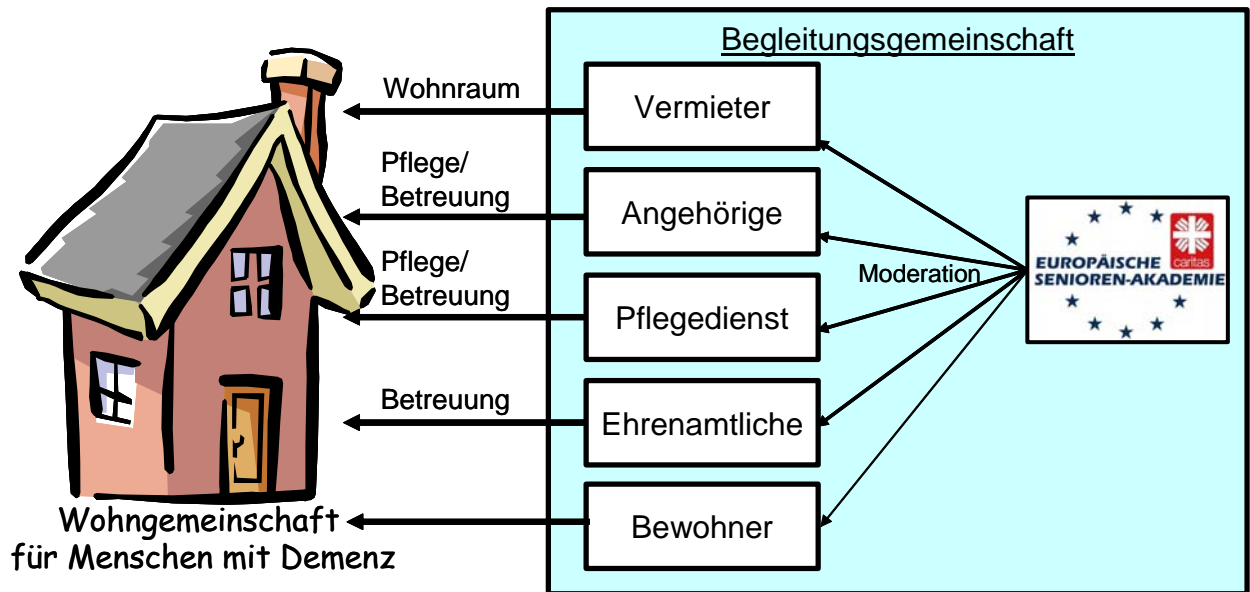 Begleitungsgemeinschaft
Wohnraum
Vermieter
Pflege/
Betreuung
Angehörige
Pflege/
Betreuung
Pflegedienst
Moderation
caritas
EUROPÄISCHE
SENIOREN-AKADEMIE
Betreuung
Ehrenamtliche
Bewohner
Wohngemeinschaft
für Menschen mit Demenz